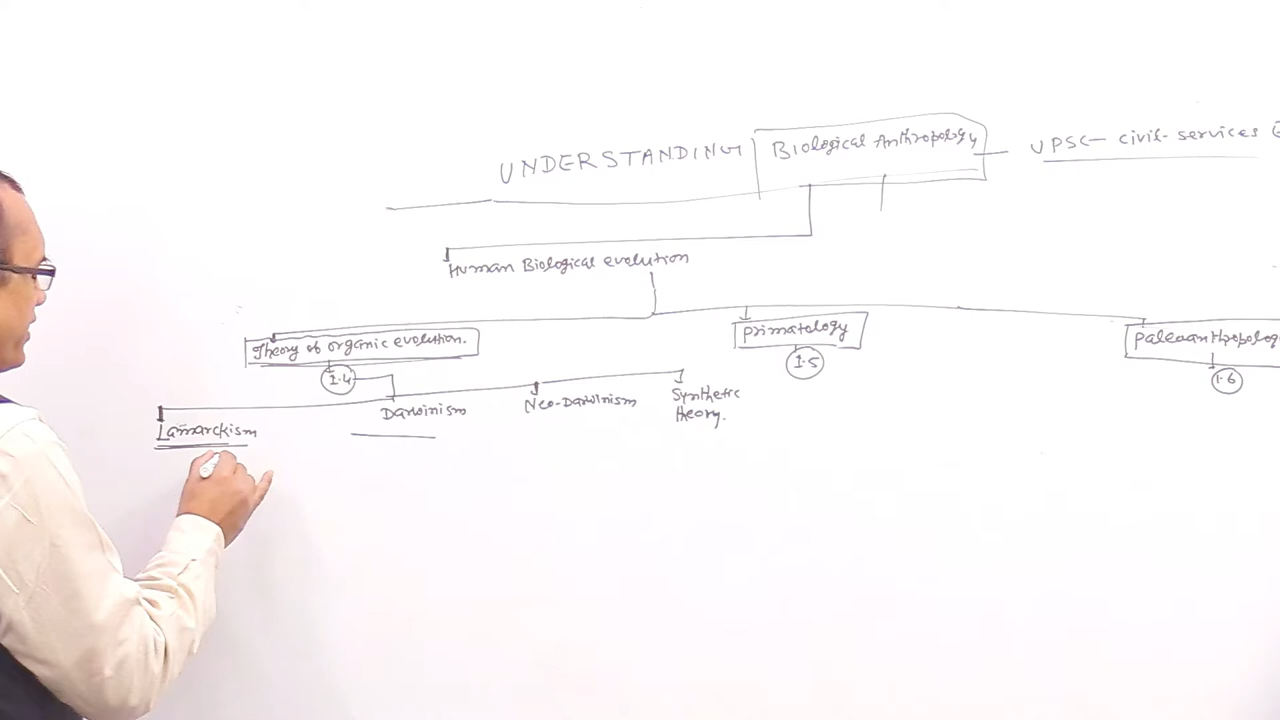 UNDERSTANDING Biological Anthropology UPSC- civil-services
Human Biological evolution
Theory of organic evolution. primatology
1.4 1.5 1.6
Lamarckism Darwinism Neo-Darwinism Synthetic
theory.